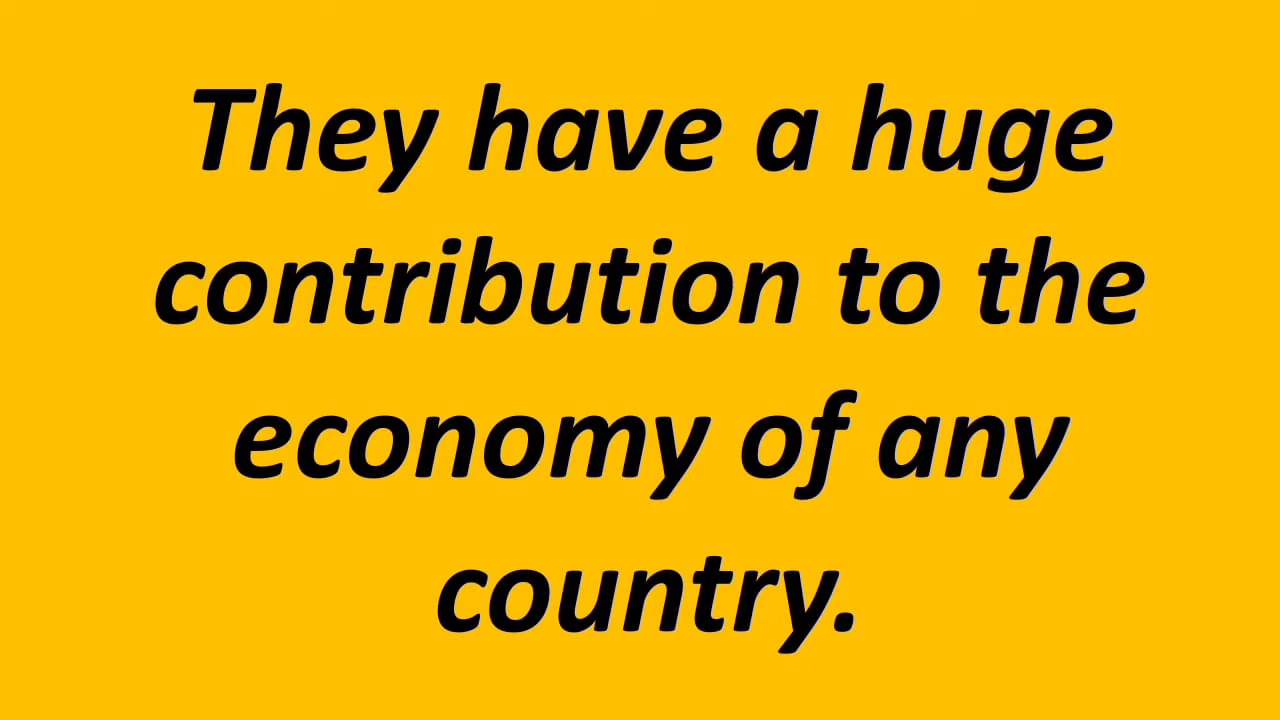 They have a huge
contribution to the
economy of any
country.